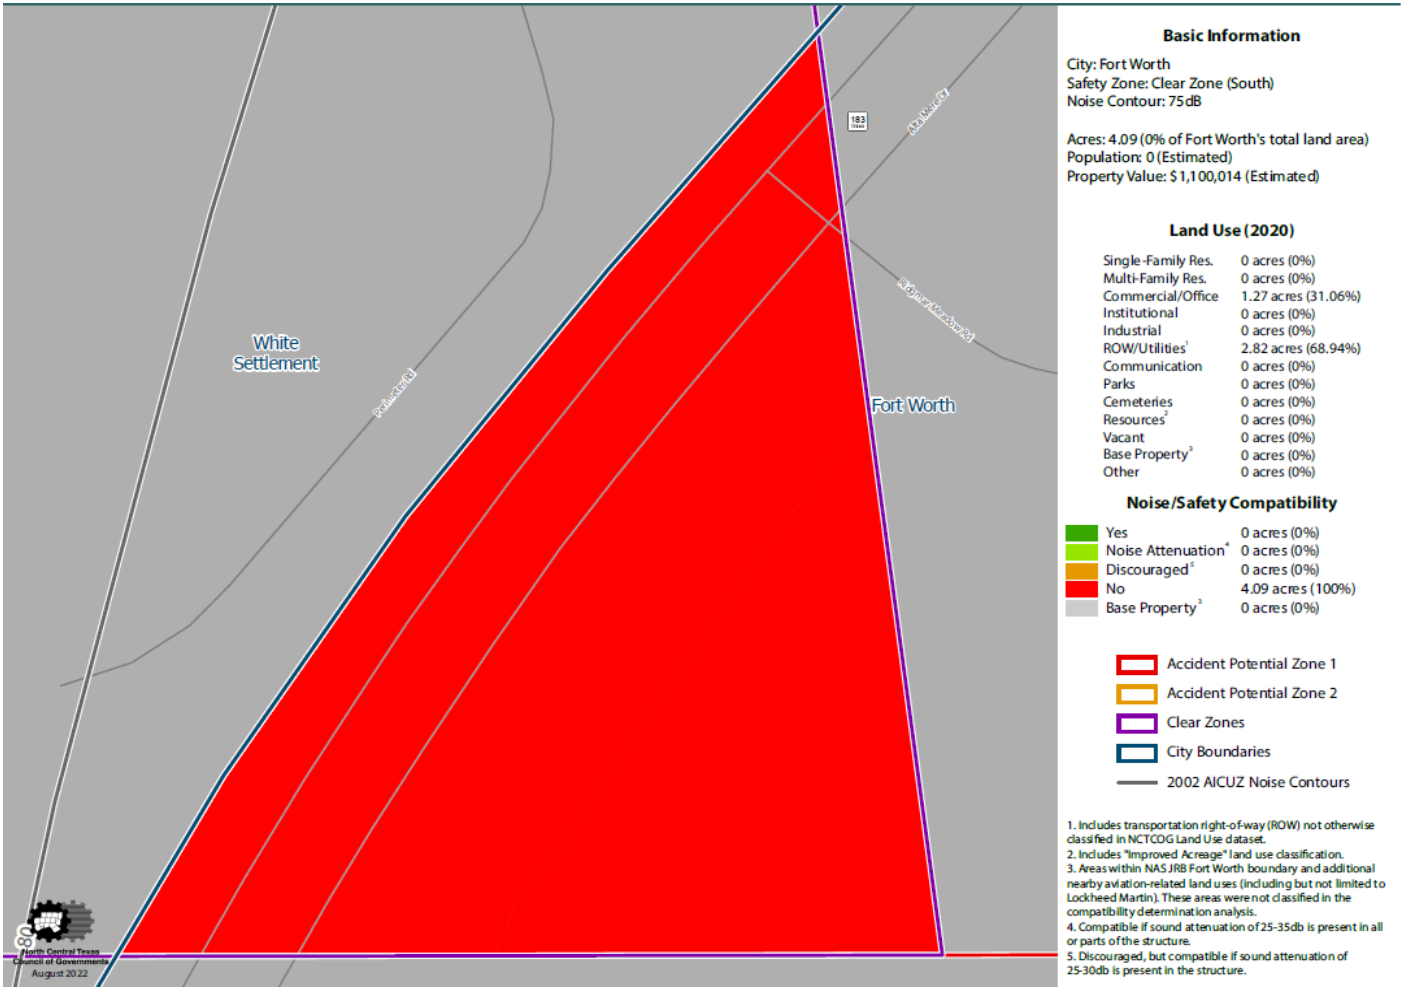 183
TEXAS
Alta Mere Dr
Ridgmar Meadow Rd
White
Settlement
Perimeter Rd
Fort Worth
80
North Central Texas
Council of Governments
August 2022
Basic Information
City: Fort Worth
Safety Zone: Clear Zone (South)
Noise Contour: 75dB
Acres: 4.09 (0% of Fort Worth's total land area)
Population: 0 (Estimated)
Property Value: $1,100,014 (Estimated)
Land Use (2020)
Single-Family Res. 0 acres (0%)
Multi-Family Res. 0 acres (0%)
Commercial/Office 1.27 acres (31.06%)
Institutional 0 acres (0%)
Industrial 0 acres (0%)
ROW/Utilities¹ 2.82 acres (68.94%)
Communication 0 acres (0%)
Parks 0 acres (0%)
Cemeteries 0 acres (0%)
Resources² 0 acres (0%)
Vacant 0 acres (0%)
Base Property³ 0 acres (0%)
Other 0 acres (0%)
Noise/Safety Compatibility
Yes 0 acres (0%)
Noise Attenuation⁴ 0 acres (0%)
Discouraged⁵ 0 acres (0%)
No 4.09 acres (100%)
Base Property³ 0 acres (0%)
Accident Potential Zone 1
Accident Potential Zone 2
Clear Zones
City Boundaries
2002 AICUZ Noise Contours
1. Includes transportation right-of-way (ROW) not otherwise
classified in NCTCOG Land Use dataset.
2. Includes "Improved Acreage" land use classification.
3. Areas within NAS JRB Fort Worth boundary and additional
nearby aviation-related land uses (including but not limited to
Lockheed Martin). These areas were not classified in the
compatibility determination analysis.
4. Compatible if sound attenuation of 25-35db is present in all
or parts of the structure.
5. Discouraged, but compatible if sound attenuation of
25-30db is present in the structure.